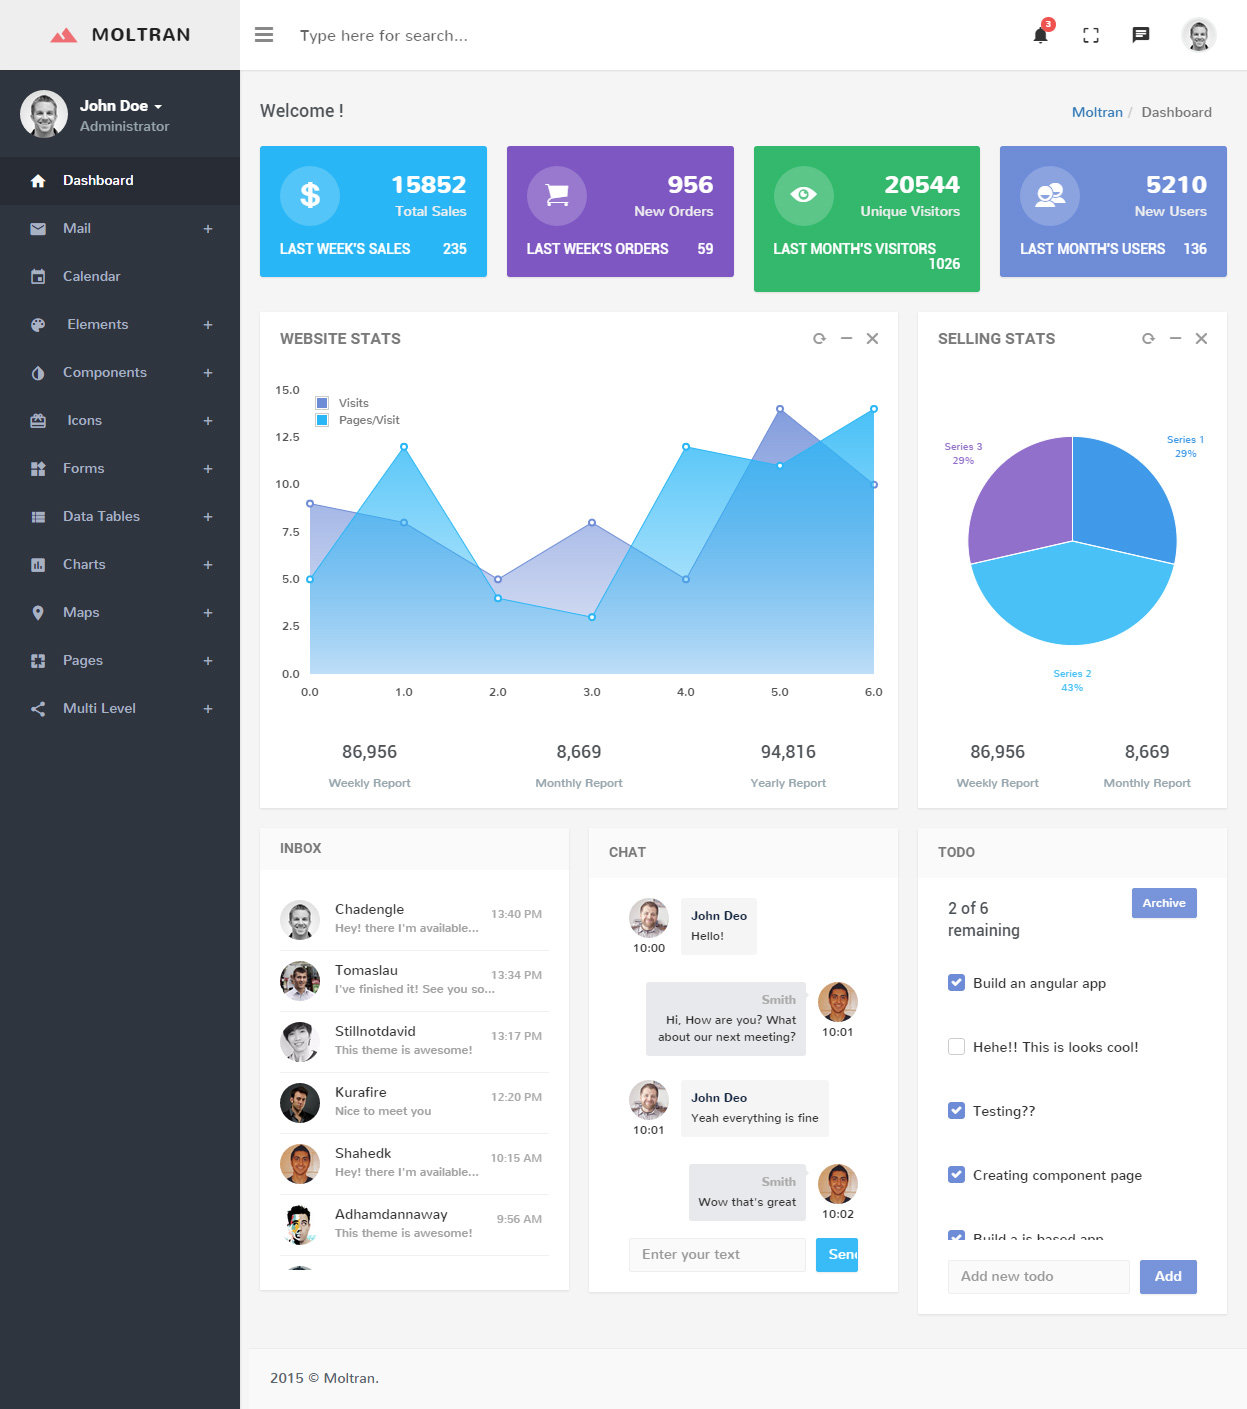 MOLTRAN
Type here for search...
3
John Doe
Administrator
Dashboard
Mail +
Calendar
Elements +
Components +
Icons +
Forms +
Data Tables +
Charts +
Maps +
Pages +
Multi Level +
Welcome !
Moltran / Dashboard
$
15852
Total Sales
LAST WEEK'S SALES 235
956
New Orders
LAST WEEK'S ORDERS 59
20544
Unique Visitors
LAST MONTH'S VISITORS
1026
5210
New Users
LAST MONTH'S USERS 136
WEBSITE STATS
15.0
12.5
10.0
7.5
5.0
2.5
0.0
Visits
Pages/Visit
0.0 1.0 2.0 3.0 4.0 5.0 6.0
86,956 8,669 94,816
Weekly Report Monthly Report Yearly Report
SELLING STATS
Series 3
29%
Series 1
29%
Series 2
43%
86,956 8,669
Weekly Report Monthly Report
INBOX
Chadengle 13:40 PM
Hey! there I'm available...
Tomaslau 13:34 PM
I've finished it! See you so...
Stillnotdavid 13:17 PM
This theme is awesome!
Kurafire 12:20 PM
Nice to meet you
Shahedk 10:15 AM
Hey! there I'm available...
Adhamdannaway 9:56 AM
This theme is awesome!
CHAT
John Deo
Hello!
10:00
Smith
Hi, How are you? What
about our next meeting?
10:01
John Deo
Yeah everything is fine
10:01
Smith
Wow that's great
10:02
Enter your text
Send
TODO
2 of 6
remaining
Archive
Build an angular app
Hehe!! This is looks cool!
Testing??
Creating component page
Build a js based app
Add new todo
Add
2015 © Moltran.